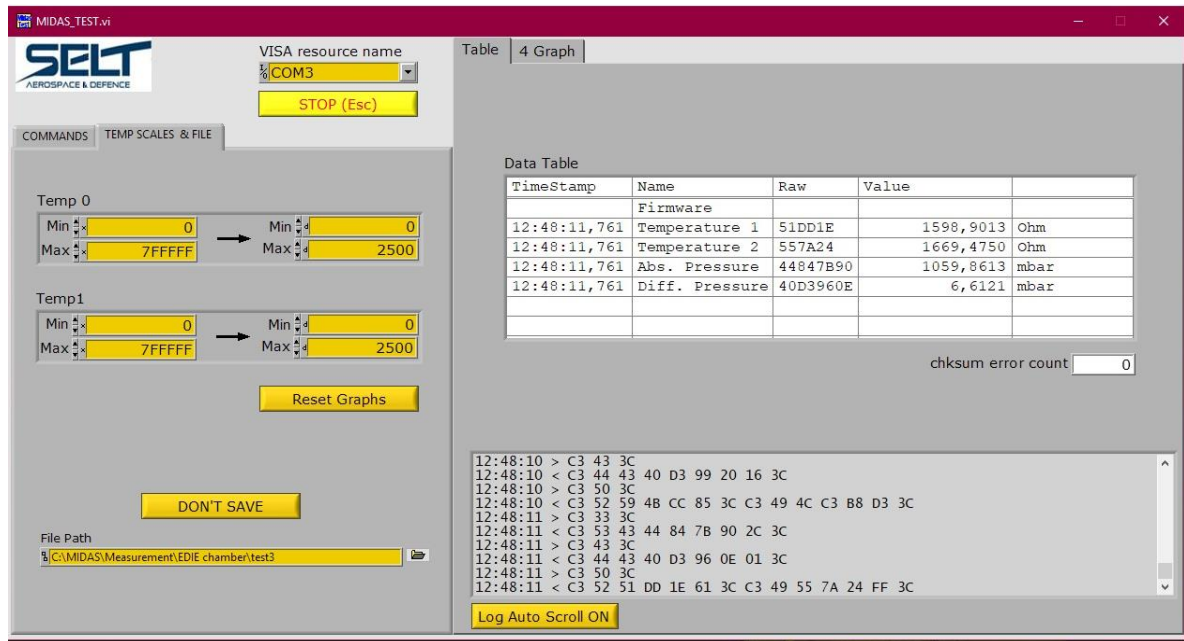 MIDAS_TEST.vi
SELT
AEROSPACE & DEFENCE
VISA resource name
COM3
STOP (Esc)
COMMANDS TEMP SCALES & FILE
Temp 0
Min 0 Min 0
Max 7FFFFF Max 2500
Temp1
Min 0 Min 0
Max 7FFFFF Max 2500
Reset Graphs
DON'T SAVE
File Path
C:\MIDAS\Measurement\EDIE chamber\test3
Table 4 Graph
Data Table
TimeStamp Name Raw Value
Firmware
12:48:11,761 Temperature 1 51DD1E 1598,9013 Ohm
12:48:11,761 Temperature 2 557A24 1669,4750 Ohm
12:48:11,761 Abs. Pressure 44847B90 1059,8613 mbar
12:48:11,761 Diff. Pressure 40D3960E 6,6121 mbar
chksum error count 0
12:48:10 > C3 43 3C
12:48:10 < C3 44 43 40 D3 99 20 16 3C
12:48:10 > C3 50 3C
12:48:10 < C3 52 59 4B CC 85 3C C3 49 4C C3 B8 D3 3C
12:48:11 > C3 33 3C
12:48:11 < C3 53 43 44 84 7B 90 2C 3C
12:48:11 > C3 43 3C
12:48:11 < C3 44 43 40 D3 96 0E 01 3C
12:48:11 > C3 50 3C
12:48:11 < C3 52 51 DD 1E 61 3C C3 49 55 7A 24 FF 3C
Log Auto Scroll ON